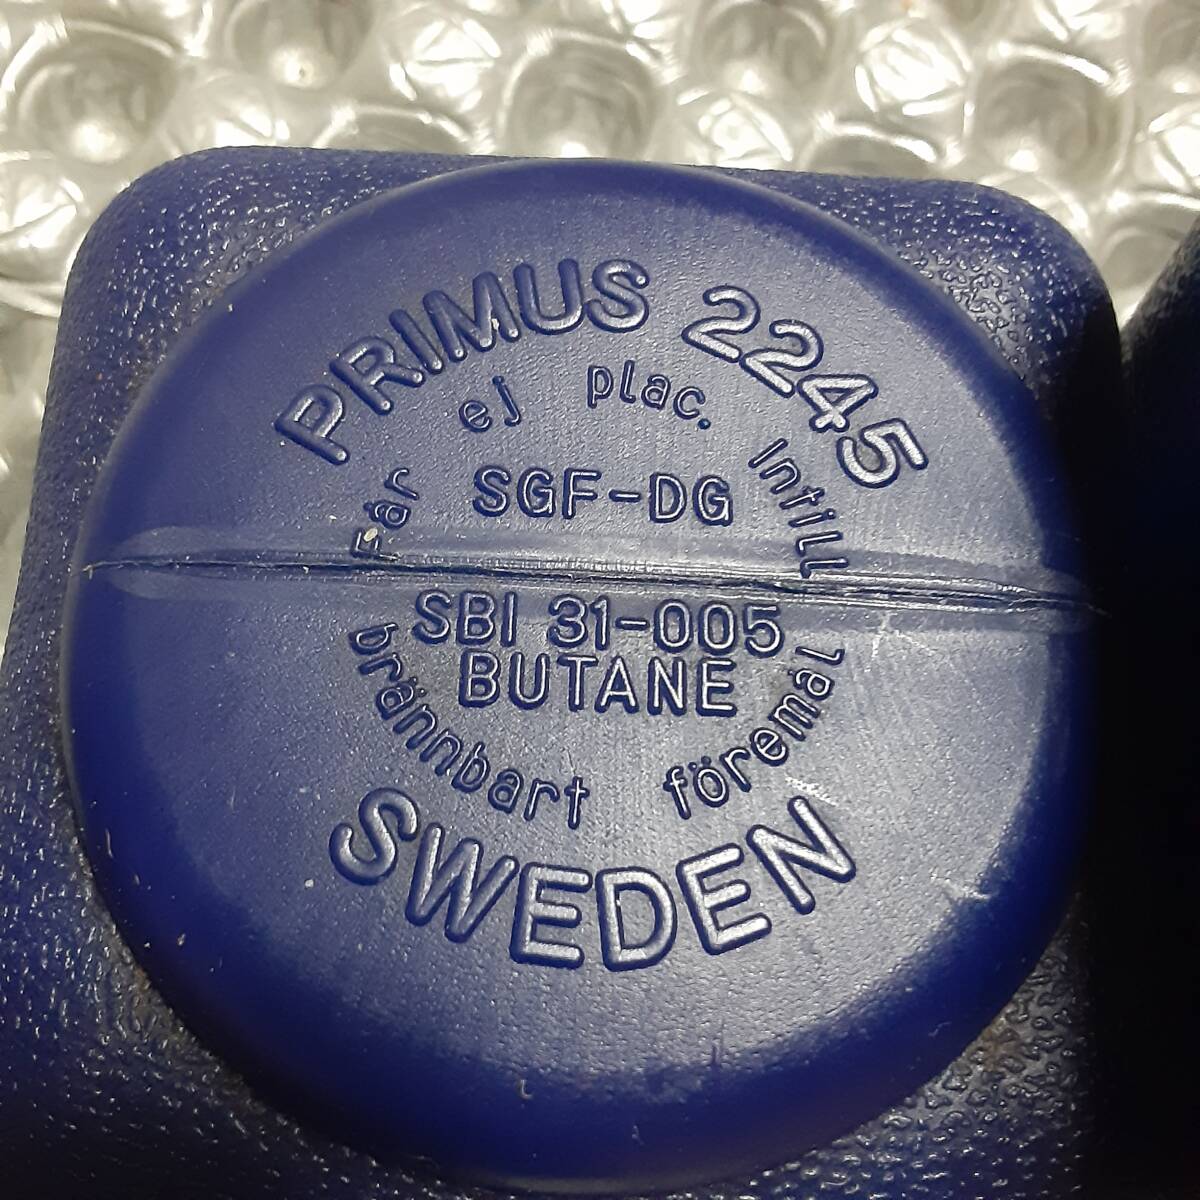 PRIMUS 2245
Får ej plac. Intill
SGF-DG
SBI 31-005
BUTANE
brännbart föremål
SWEDEN